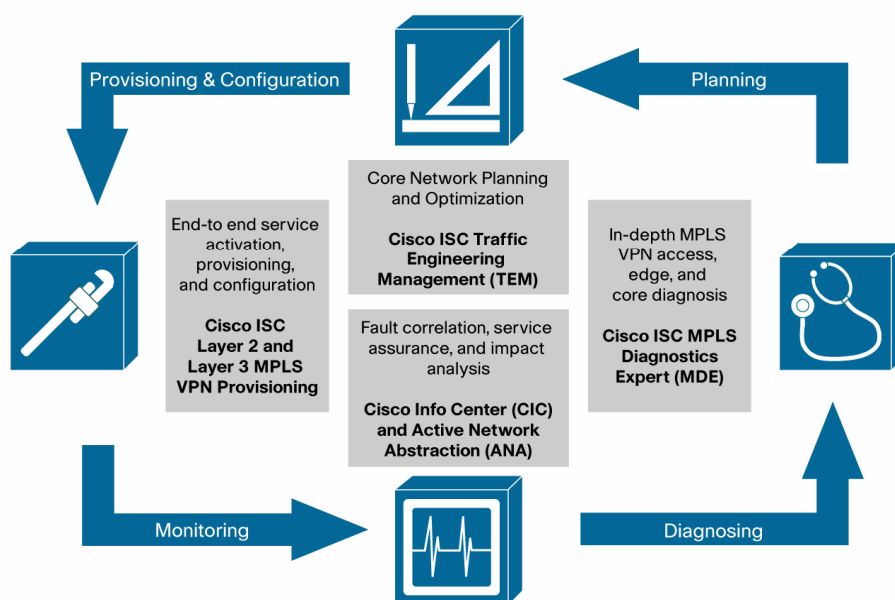 Provisioning & Configuration
Planning
Core Network Planning
and Optimization
Cisco ISC Traffic
Engineering
Management (TEM)
End-to end service
activation,
provisioning,
and configuration
Cisco ISC
Layer 2 and
Layer 3 MPLS
VPN Provisioning
In-depth MPLS
VPN access,
edge, and
core diagnosis
Cisco ISC MPLS
Diagnostics
Expert (MDE)
Fault correlation, service
assurance, and impact
analysis
Cisco Info Center (CIC)
and Active Network
Abstraction (ANA)
Monitoring
Diagnosing